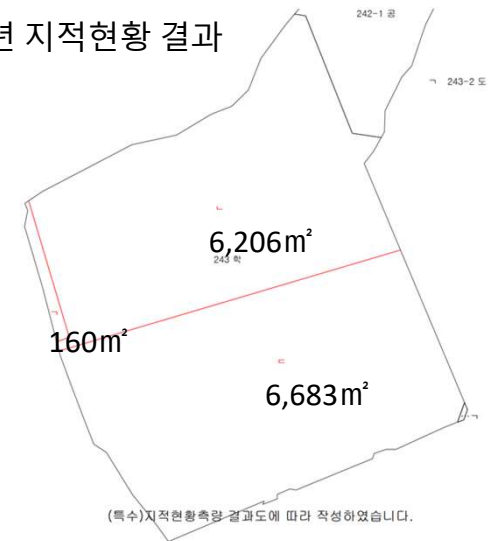 년 지적현황 결과
242-1 공
ㄱ 243-2 도
ㄴ
6,206㎡
243 학
ㄱ
160㎡
ㄷ
6,683㎡
ㄱ
(특수)지적현황측량 결과도에 따라 작성하였습니다.